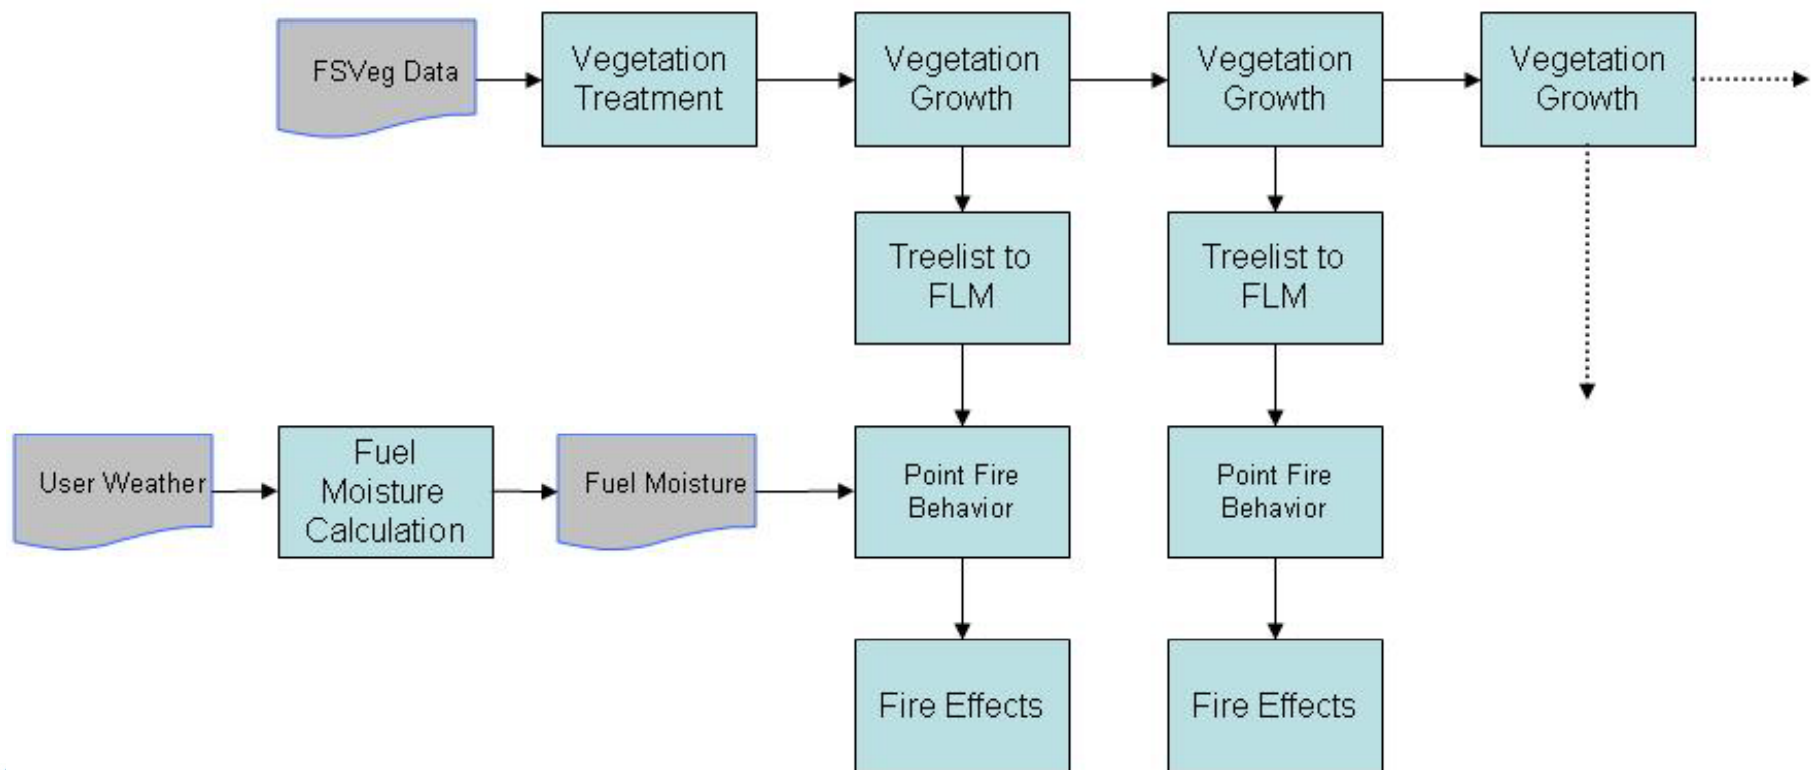 FSVeg Data
Vegetation
Treatment
Vegetation
Growth
Vegetation
Growth
Vegetation
Growth
Treelist to
FLM
Treelist to
FLM
User Weather
Fuel
Moisture
Calculation
Fuel Moisture
Point Fire
Behavior
Point Fire
Behavior
Fire Effects
Fire Effects